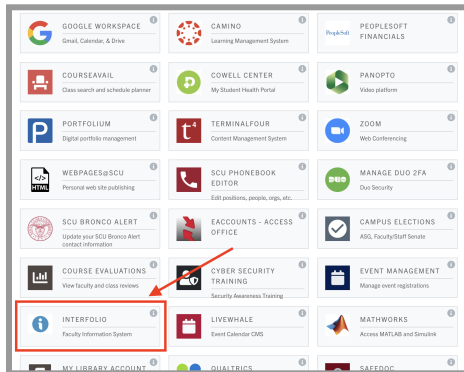 GOOGLE WORKSPACE
Gmail, Calendar, & Drive
CAMINO
Learning Management System
PeopleSoft
PEOPLESOFT
FINANCIALS
COURSEAVAIL
Class search and schedule planner
COWELL CENTER
My Student Health Portal
PANOPTO
Video platform
P
PORTFOLIUM
Digital portfolio management
t4
TERMINALFOUR
Content Management System
ZOOM
Web Conferencing
</>
HTML
WEBPAGES@SCU
Personal web site publishing
SCU PHONEBOOK
EDITOR
Edit positions, people, orgs, etc.
DUO
MANAGE DUO 2FA
Duo Security
SCU BRONCO ALERT
Update your SCU Bronco Alert
contact information
EACCOUNTS - ACCESS
OFFICE
CAMPUS ELECTIONS
ASG, Faculty/Staff Senate
COURSE EVALUATIONS
View faculty and class reviews
CYBER SECURITY
TRAINING
Security Awareness Training
EVENT MANAGEMENT
Manage event registrations
INTERFOLIO
Faculty Information System
LIVEWHALE
Event Calendar CMS
MATHWORKS
Access MATLAB and Simulink
MY LIBRARY ACCOUNT
QUALTRICS
SAFEDOC